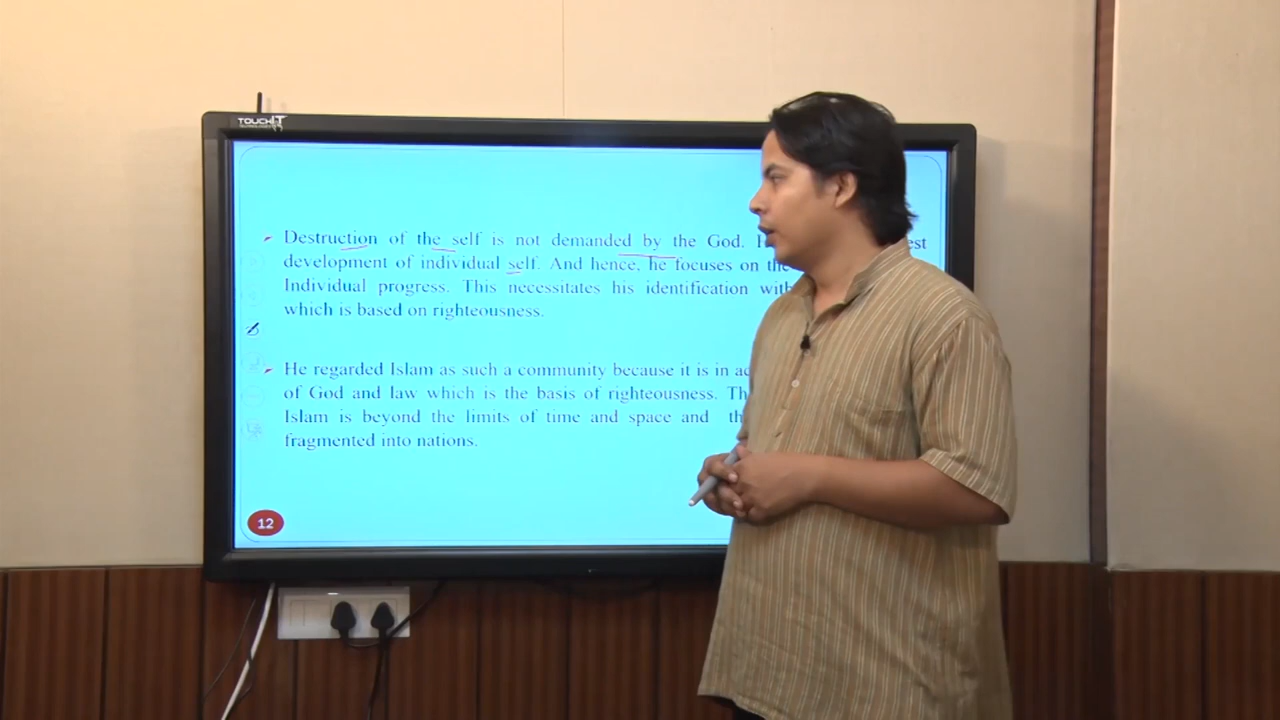 TOUCHIT
Destruction of the self is not demanded by the God.
development of individual self. And hence, he focuses on the
Individual progress. This necessitates his identification with
which is based on righteousness.
He regarded Islam as such a community because it is in
of God and law which is the basis of righteousness.
Islam is beyond the limits of time and space and
fragmented into nations.
12